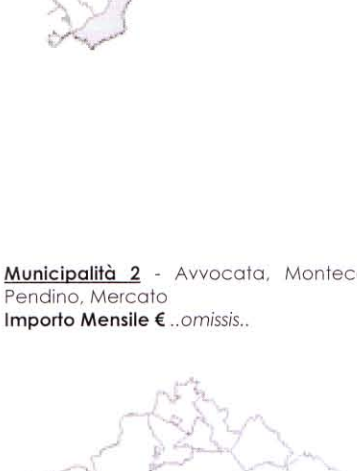 Municipalità 2 - Avvocata, Montec
Pendino, Mercato
Importo Mensile € ..omissis..